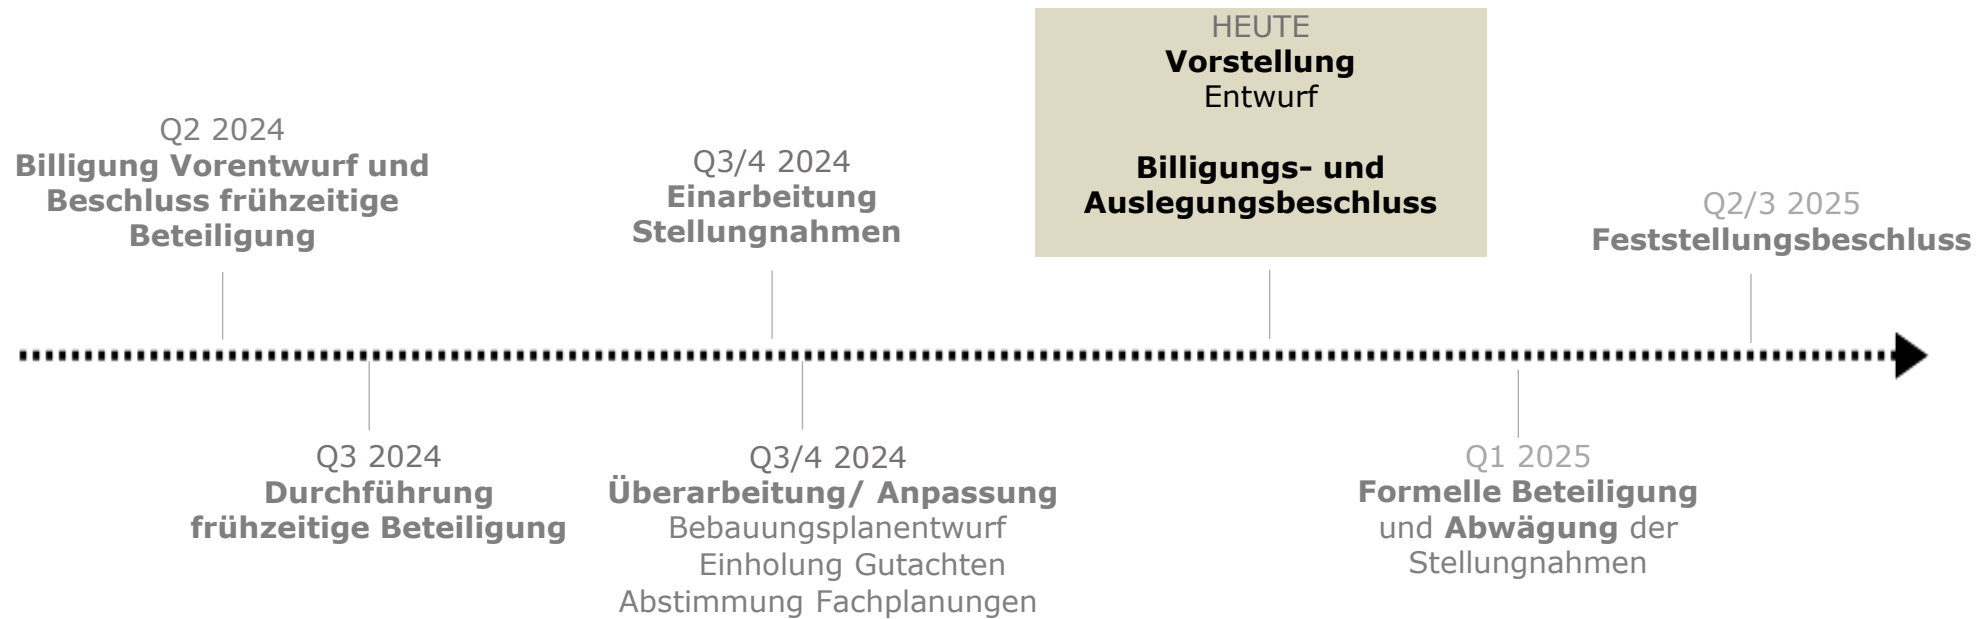 HEUTE
Vorstellung
Entwurf
Billigungs- und
Auslegungsbeschluss
Q2 2024
Billigung Vorentwurf und
Beschluss frühzeitige
Beteiligung
Q3/4 2024
Einarbeitung
Stellungnahmen
Q2/3 2025
Feststellungsbeschluss
Q3 2024
Durchführung
frühzeitige Beteiligung
Q3/4 2024
Überarbeitung/ Anpassung
Bebauungsplanentwurf
Einholung Gutachten
Abstimmung Fachplanungen
Q1 2025
Formelle Beteiligung
und Abwägung der
Stellungnahmen